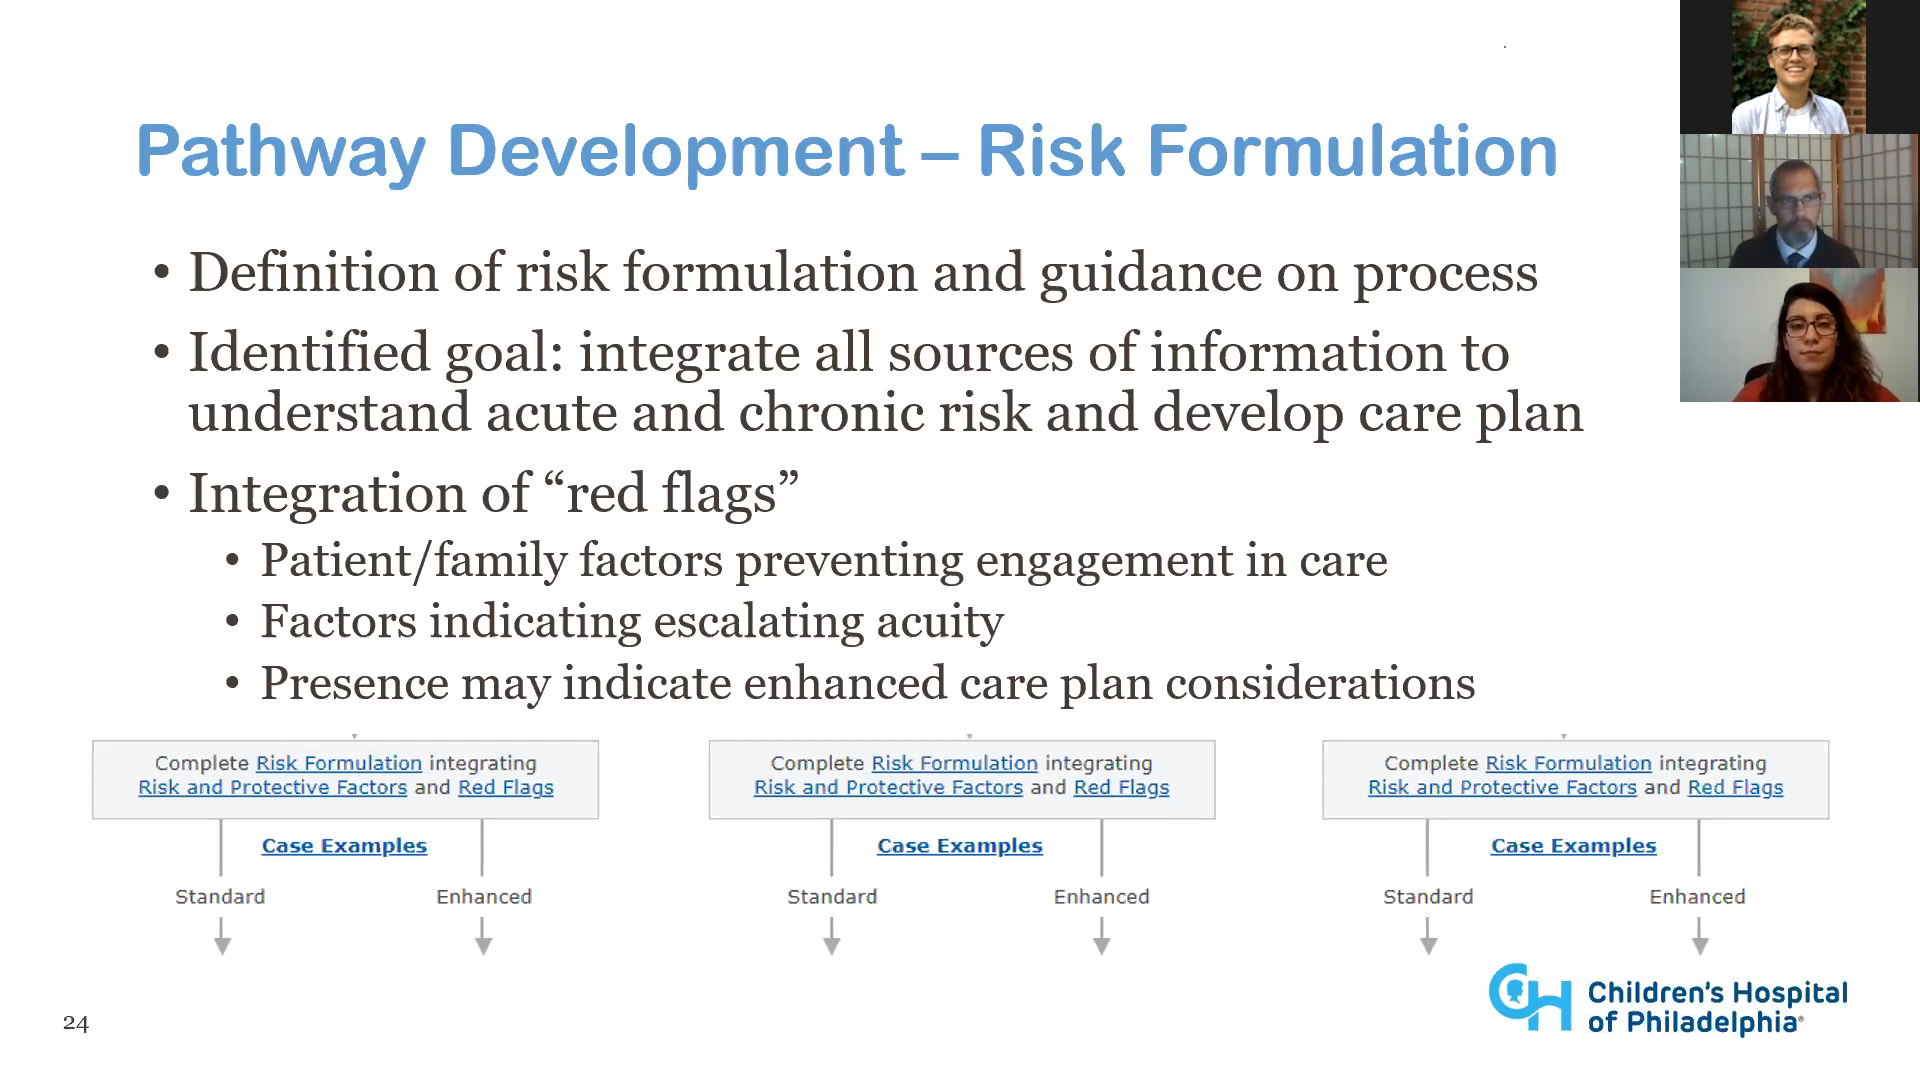 Pathway Development – Risk Formulation
• Definition of risk formulation and guidance on process
• Identified goal: integrate all sources of information to
understand acute and chronic risk and develop care plan
• Integration of “red flags”
• Patient/family factors preventing engagement in care
• Factors indicating escalating acuity
• Presence may indicate enhanced care plan considerations
Complete Risk Formulation integrating
Risk and Protective Factors and Red Flags
Case Examples
Standard
Enhanced
Complete Risk Formulation integrating
Risk and Protective Factors and Red Flags
Case Examples
Standard
Enhanced
Complete Risk Formulation integrating
Risk and Protective Factors and Red Flags
Case Examples
Standard
Enhanced
24
CH
Children's Hospital
of Philadelphia®